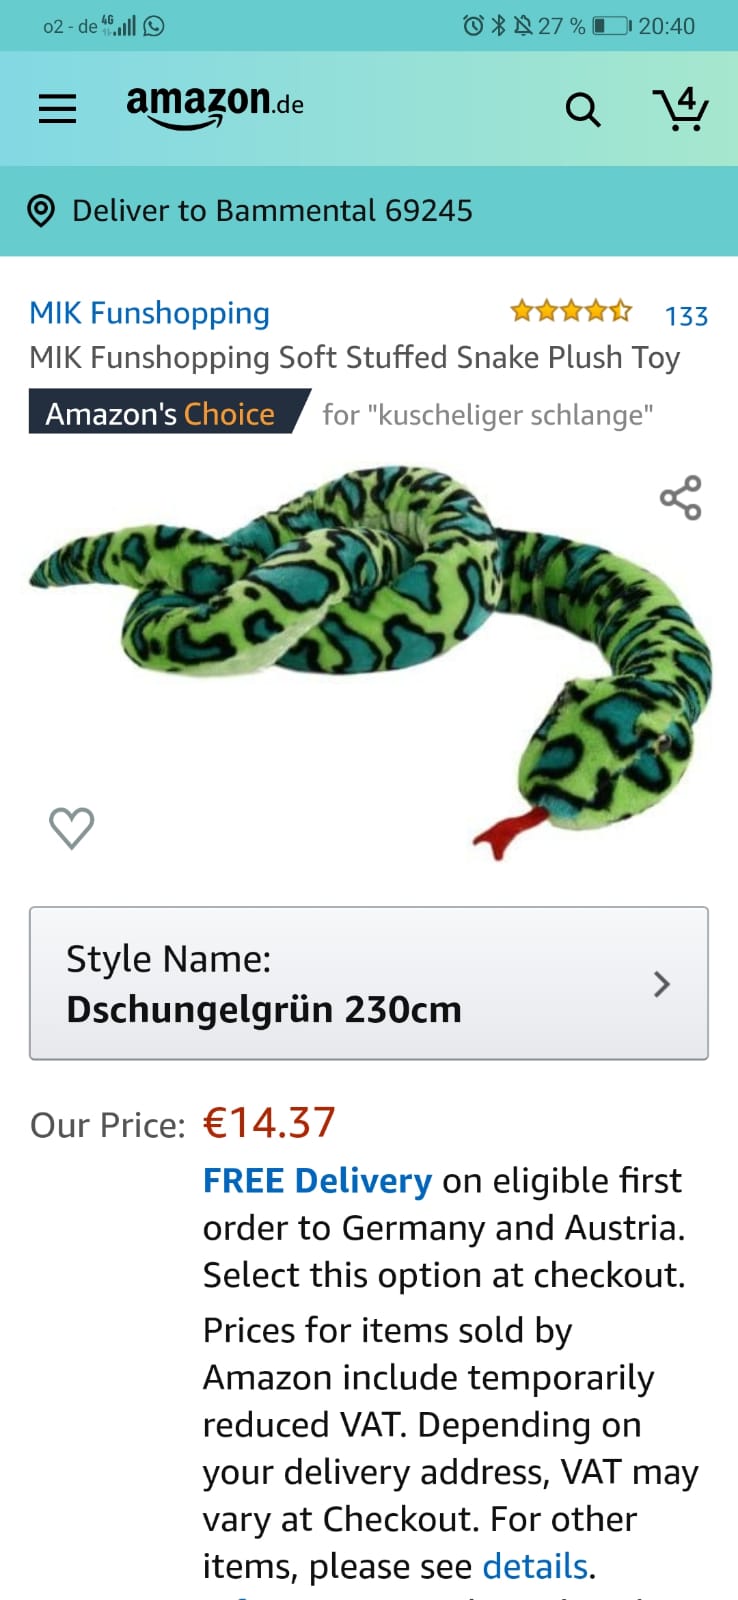 o2 - de 4G 27 % 20:40
amazon.de 4
Deliver to Bammental 69245
MIK Funshopping 133
MIK Funshopping Soft Stuffed Snake Plush Toy
Amazon's Choice for "kuscheliger schlange"
Style Name:
Dschungelgrün 230cm
Our Price: €14.37
FREE Delivery on eligible first
order to Germany and Austria.
Select this option at checkout.
Prices for items sold by
Amazon include temporarily
reduced VAT. Depending on
your delivery address, VAT may
vary at Checkout. For other
items, please see details.